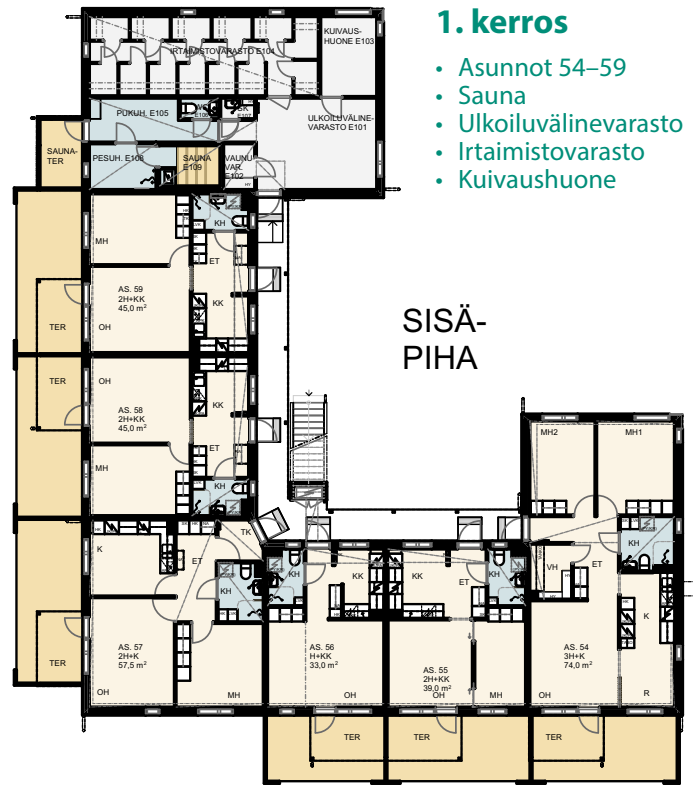 1. kerros
• Asunnot 54–59
• Sauna
• Ulkoiluvälinevarasto
• Irtaimistovarasto
• Kuivaushuone
KUIVAUS-
HUONE E103
IRTAIMISTOVARASTO E104
PUKUH. E105
WC
E106
SK
E107
ULKOILUVÄLINE-
VARASTO E101
SAUNA-
TER
PESUH. E108
SAUNA
E109
VAUNU
VAR.
E102
MH
KH
ET
AS. 59
2H+KK
45,0 m²
KK
TER
OH
SISÄ-
PIHA
TER
OH
KK
AS. 58
2H+KK
45,0 m²
ET
MH
KH
MH2
MH1
TK
K
ET
KH
KH
KK
KK
ET
KH
VH
ET
KH
K
AS. 57
2H+K
57,5 m²
AS. 56
H+KK
33,0 m²
AS. 55
2H+KK
39,0 m²
AS. 54
3H+K
74,0 m²
TER
OH
MH
OH
OH
MH
OH
R
TER
TER
TER